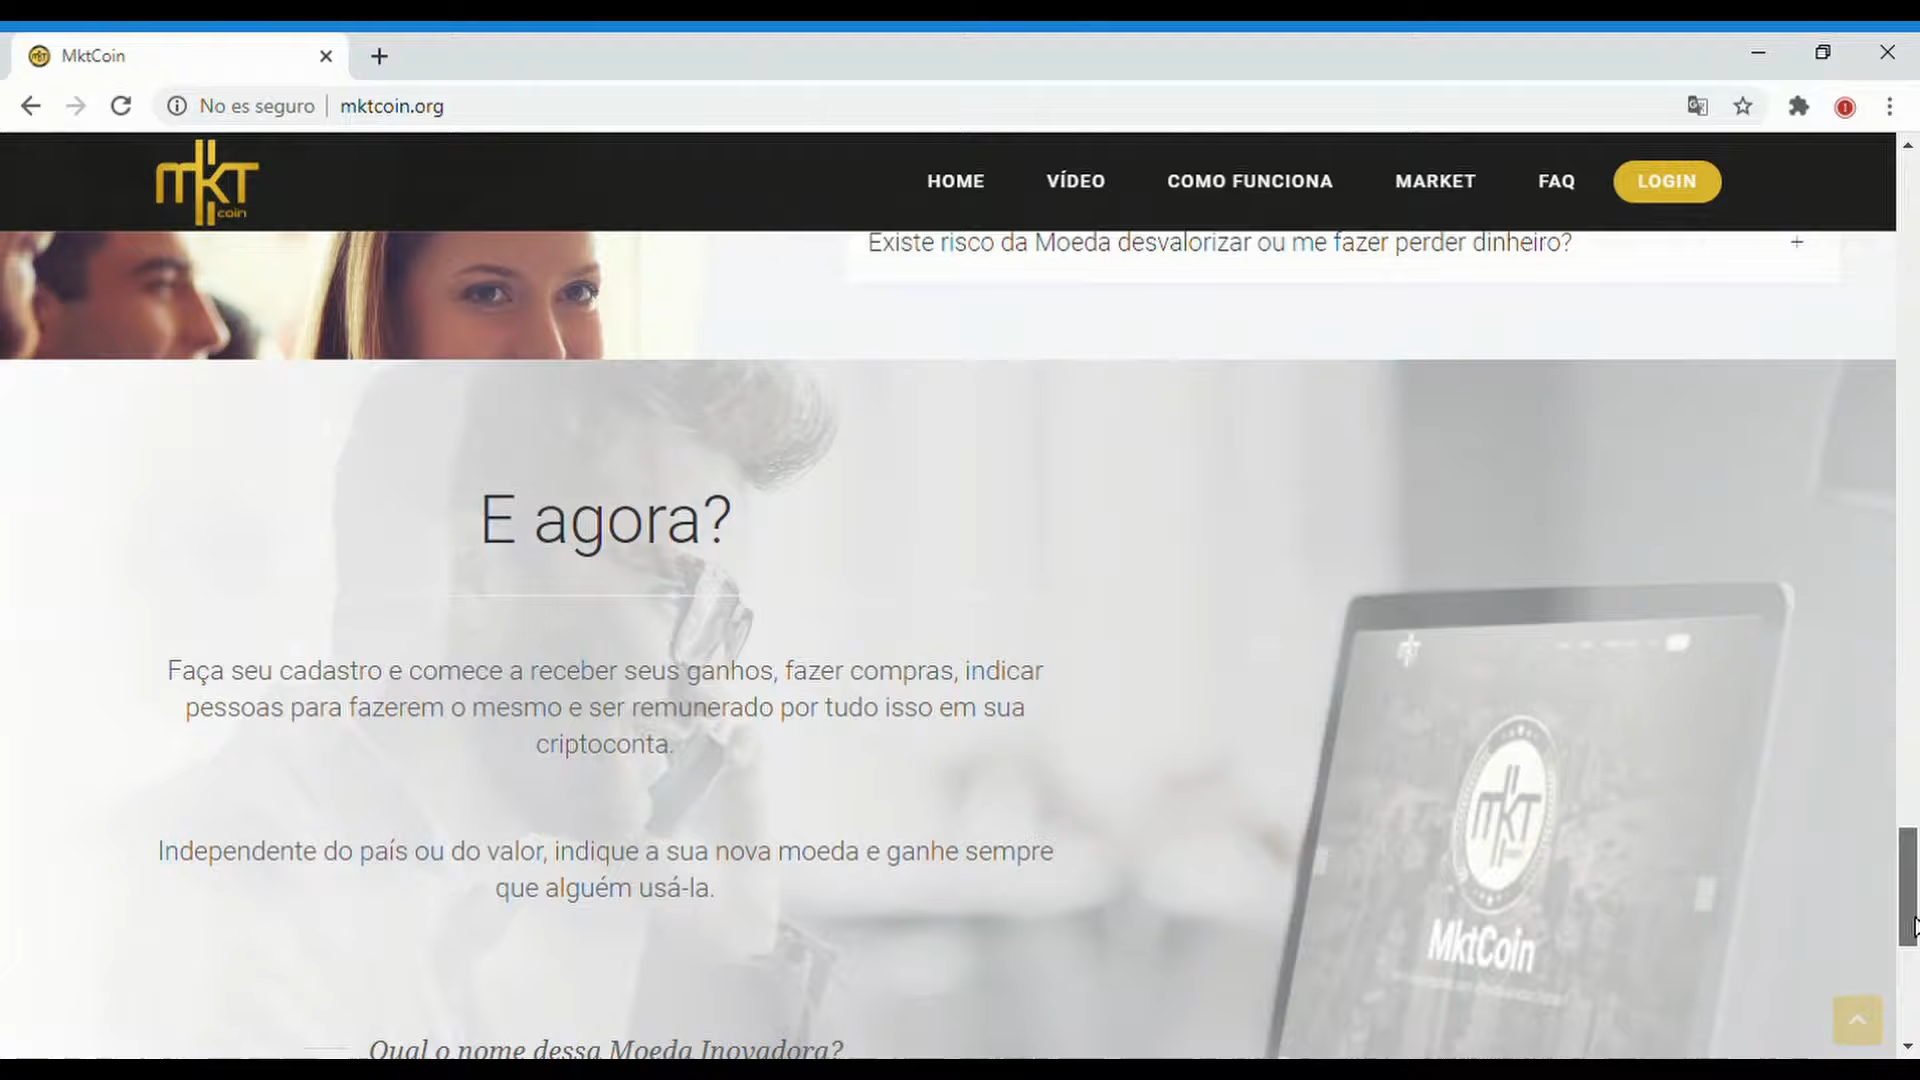 MktCoin
No es seguro
mktcoin.org
mkt
coin
HOME
VÍDEO
COMO FUNCIONA
MARKET
FAQ
LOGIN
Existe risco da Moeda desvalorizar ou me fazer perder dinheiro?
E agora?
Faça seu cadastro e comece a receber seus ganhos, fazer compras, indicar
pessoas para fazerem o mesmo e ser remunerado por tudo isso em sua
criptoconta.
Independente do país ou do valor, indique a sua nova moeda e ganhe sempre
que alguém usá-la.
mkt
MktCoin
Qual o nome dessa Moeda Inovadora?